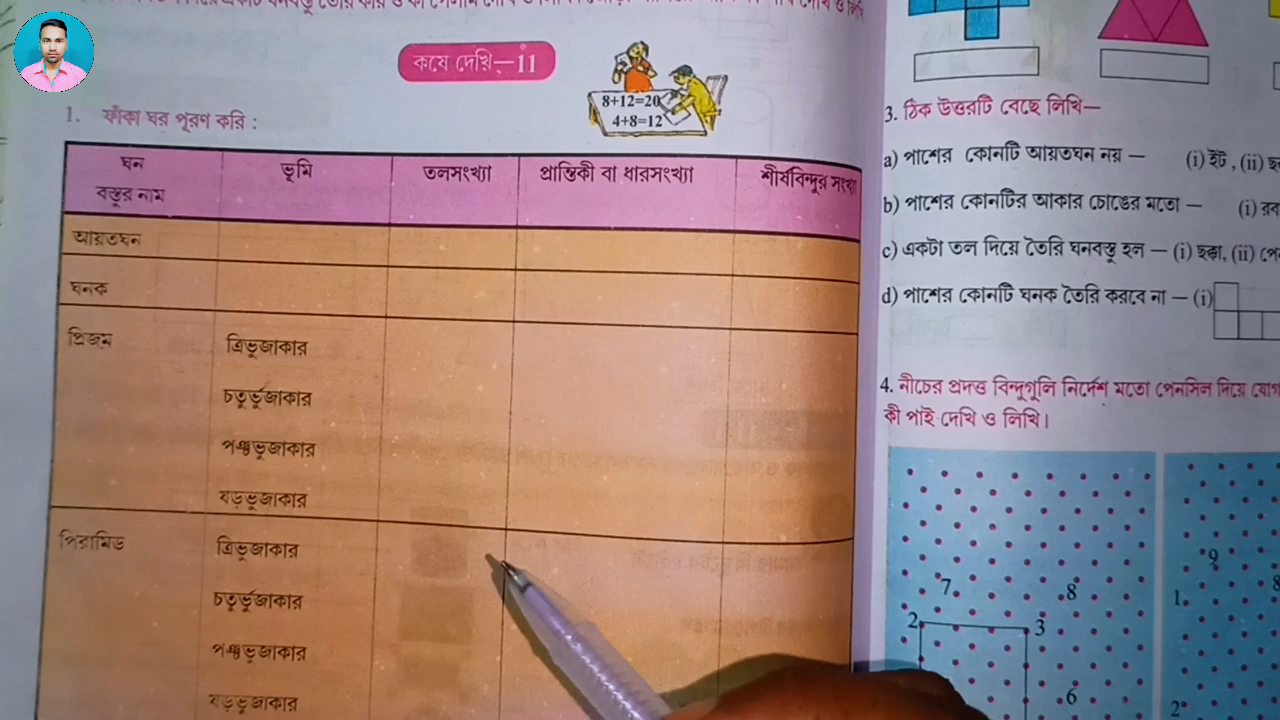 কষে দেখি—11
8+12=20
4+8=12
1. ফাঁকা ঘর পূরণ করি :
ঘন বস্তুর নাম ভূমি তলসংখ্যা প্রান্তিকী বা ধারসংখ্যা শীর্ষবিন্দুর সংখ্যা
আয়তঘন
ঘনক
প্রিজম ত্রিভুজাকার
চতুর্ভুজাকার
পঞ্চভুজাকার
ষড়ভুজাকার
পিরামিড ত্রিভুজাকার
চতুর্ভুজাকার
পঞ্চভুজাকার
ষড়ভুজাকার
3. ঠিক উত্তরটি বেছে লিখি—
a) পাশের কোনটি আয়তঘন নয় — (i) ইট, (ii)
b) পাশের কোনটির আকার চোঙের মতো — (i)
c) একটা তল দিয়ে তৈরি ঘনবস্তু হল — (i) ছক্কা, (ii)
d) পাশের কোনটি ঘনক তৈরি করবে না — (i)
4. নীচের প্রদত্ত বিন্দুগুলি নির্দেশ মতো পেনসিল দিয়ে
কী পাই দেখি ও লিখি।
9
7 8 1
2 3
6 2